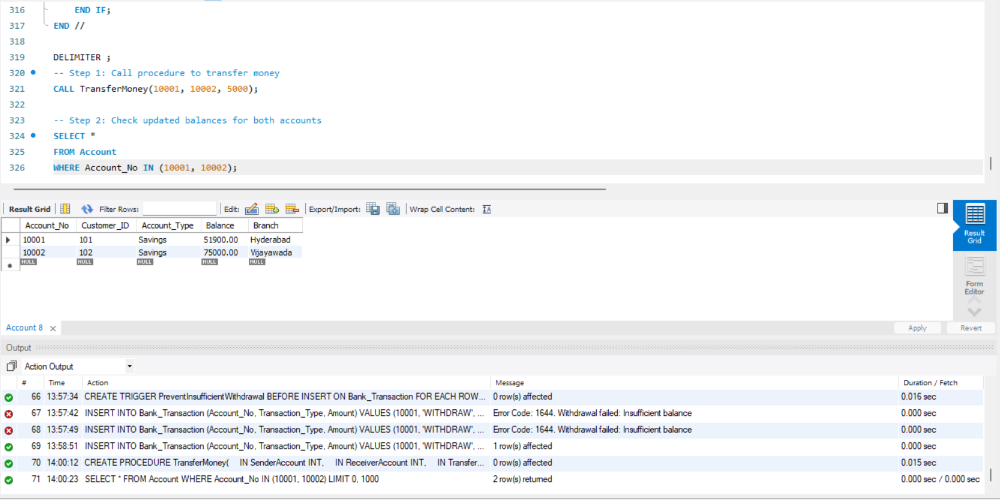 316 END IF;
317 END //
318
319 DELIMITER ;
320 -- Step 1: Call procedure to transfer money
321 CALL TransferMoney(10001, 10002, 5000);
322
323 -- Step 2: Check updated balances for both accounts
324 SELECT *
325 FROM Account
326 WHERE Account_No IN (10001, 10002);
Result Grid Filter Rows: Edit: Export/Import: Wrap Cell Content:
Account_No Customer_ID Account_Type Balance Branch
10001 101 Savings 51900.00 Hyderabad
10002 102 Savings 75000.00 Vijayawada
NULL NULL NULL NULL NULL
Result
Grid
Form
Editor
Account 8
Apply Revert
Output
Action Output
# Time Action Message Duration / Fetch
66 13:57:34 CREATE TRIGGER PreventInsufficientWithdrawal BEFORE INSERT ON Bank_Transaction FOR EACH ROW... 0 row(s) affected 0.016 sec
67 13:57:42 INSERT INTO Bank_Transaction (Account_No, Transaction_Type, Amount) VALUES (10001, 'WITHDRAW', ... Error Code: 1644. Withdrawal failed: Insufficient balance 0.000 sec
68 13:57:49 INSERT INTO Bank_Transaction (Account_No, Transaction_Type, Amount) VALUES (10001, 'WITHDRAW', ... Error Code: 1644. Withdrawal failed: Insufficient balance 0.000 sec
69 13:58:51 INSERT INTO Bank_Transaction (Account_No, Transaction_Type, Amount) VALUES (10001, 'WITHDRAW', ... 1 row(s) affected 0.000 sec
70 14:00:12 CREATE PROCEDURE TransferMoney( IN SenderAccount INT, IN ReceiverAccount INT, IN Transfer... 0 row(s) affected 0.015 sec
71 14:00:23 SELECT * FROM Account WHERE Account_No IN (10001, 10002) LIMIT 0, 1000 2 row(s) returned 0.000 sec / 0.000 sec